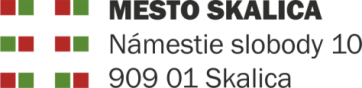 MESTO SKALICA
Námestie slobody 10
909 01 Skalica